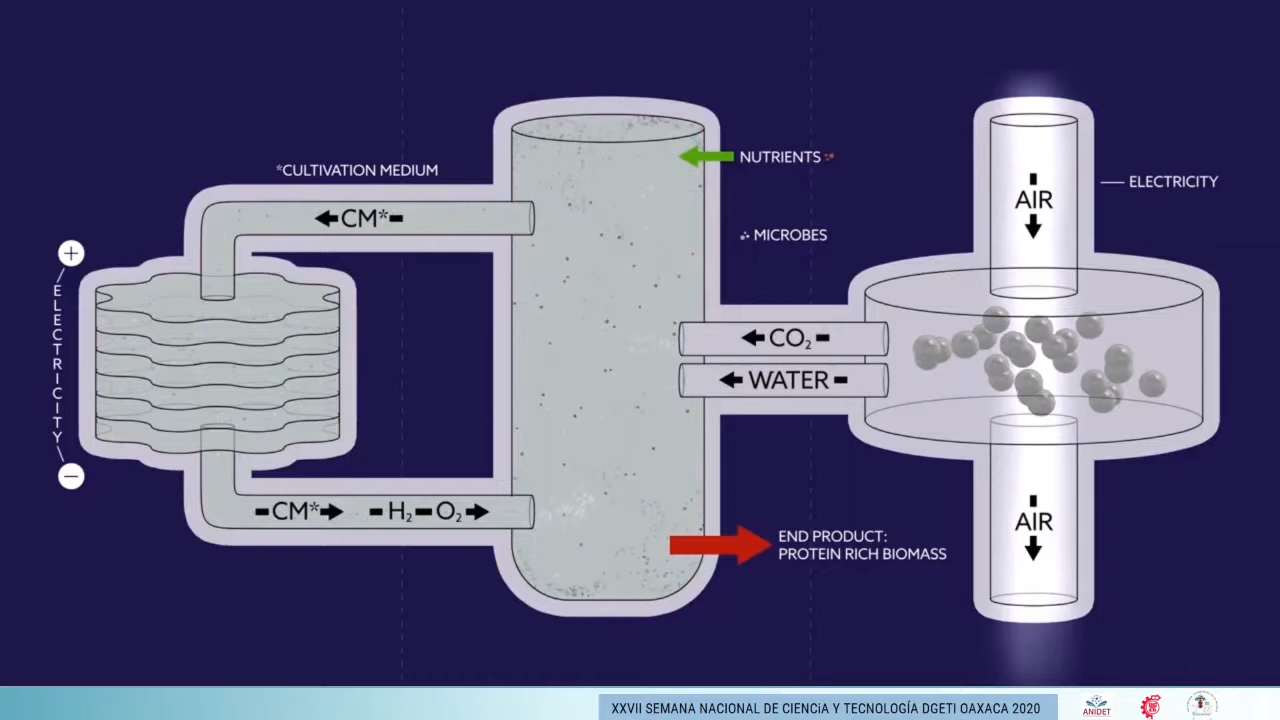 *CULTIVATION MEDIUM
CM*
+
ELECTRICITY
−
CM* H₂ O₂
NUTRIENTS
MICROBES
CO₂
WATER
END PRODUCT:
PROTEIN RICH BIOMASS
AIR
ELECTRICITY
AIR
XXVII SEMANA NACIONAL DE CIENCiA Y TECNOLOGÍA DGETI OAXACA 2020
ANIDET